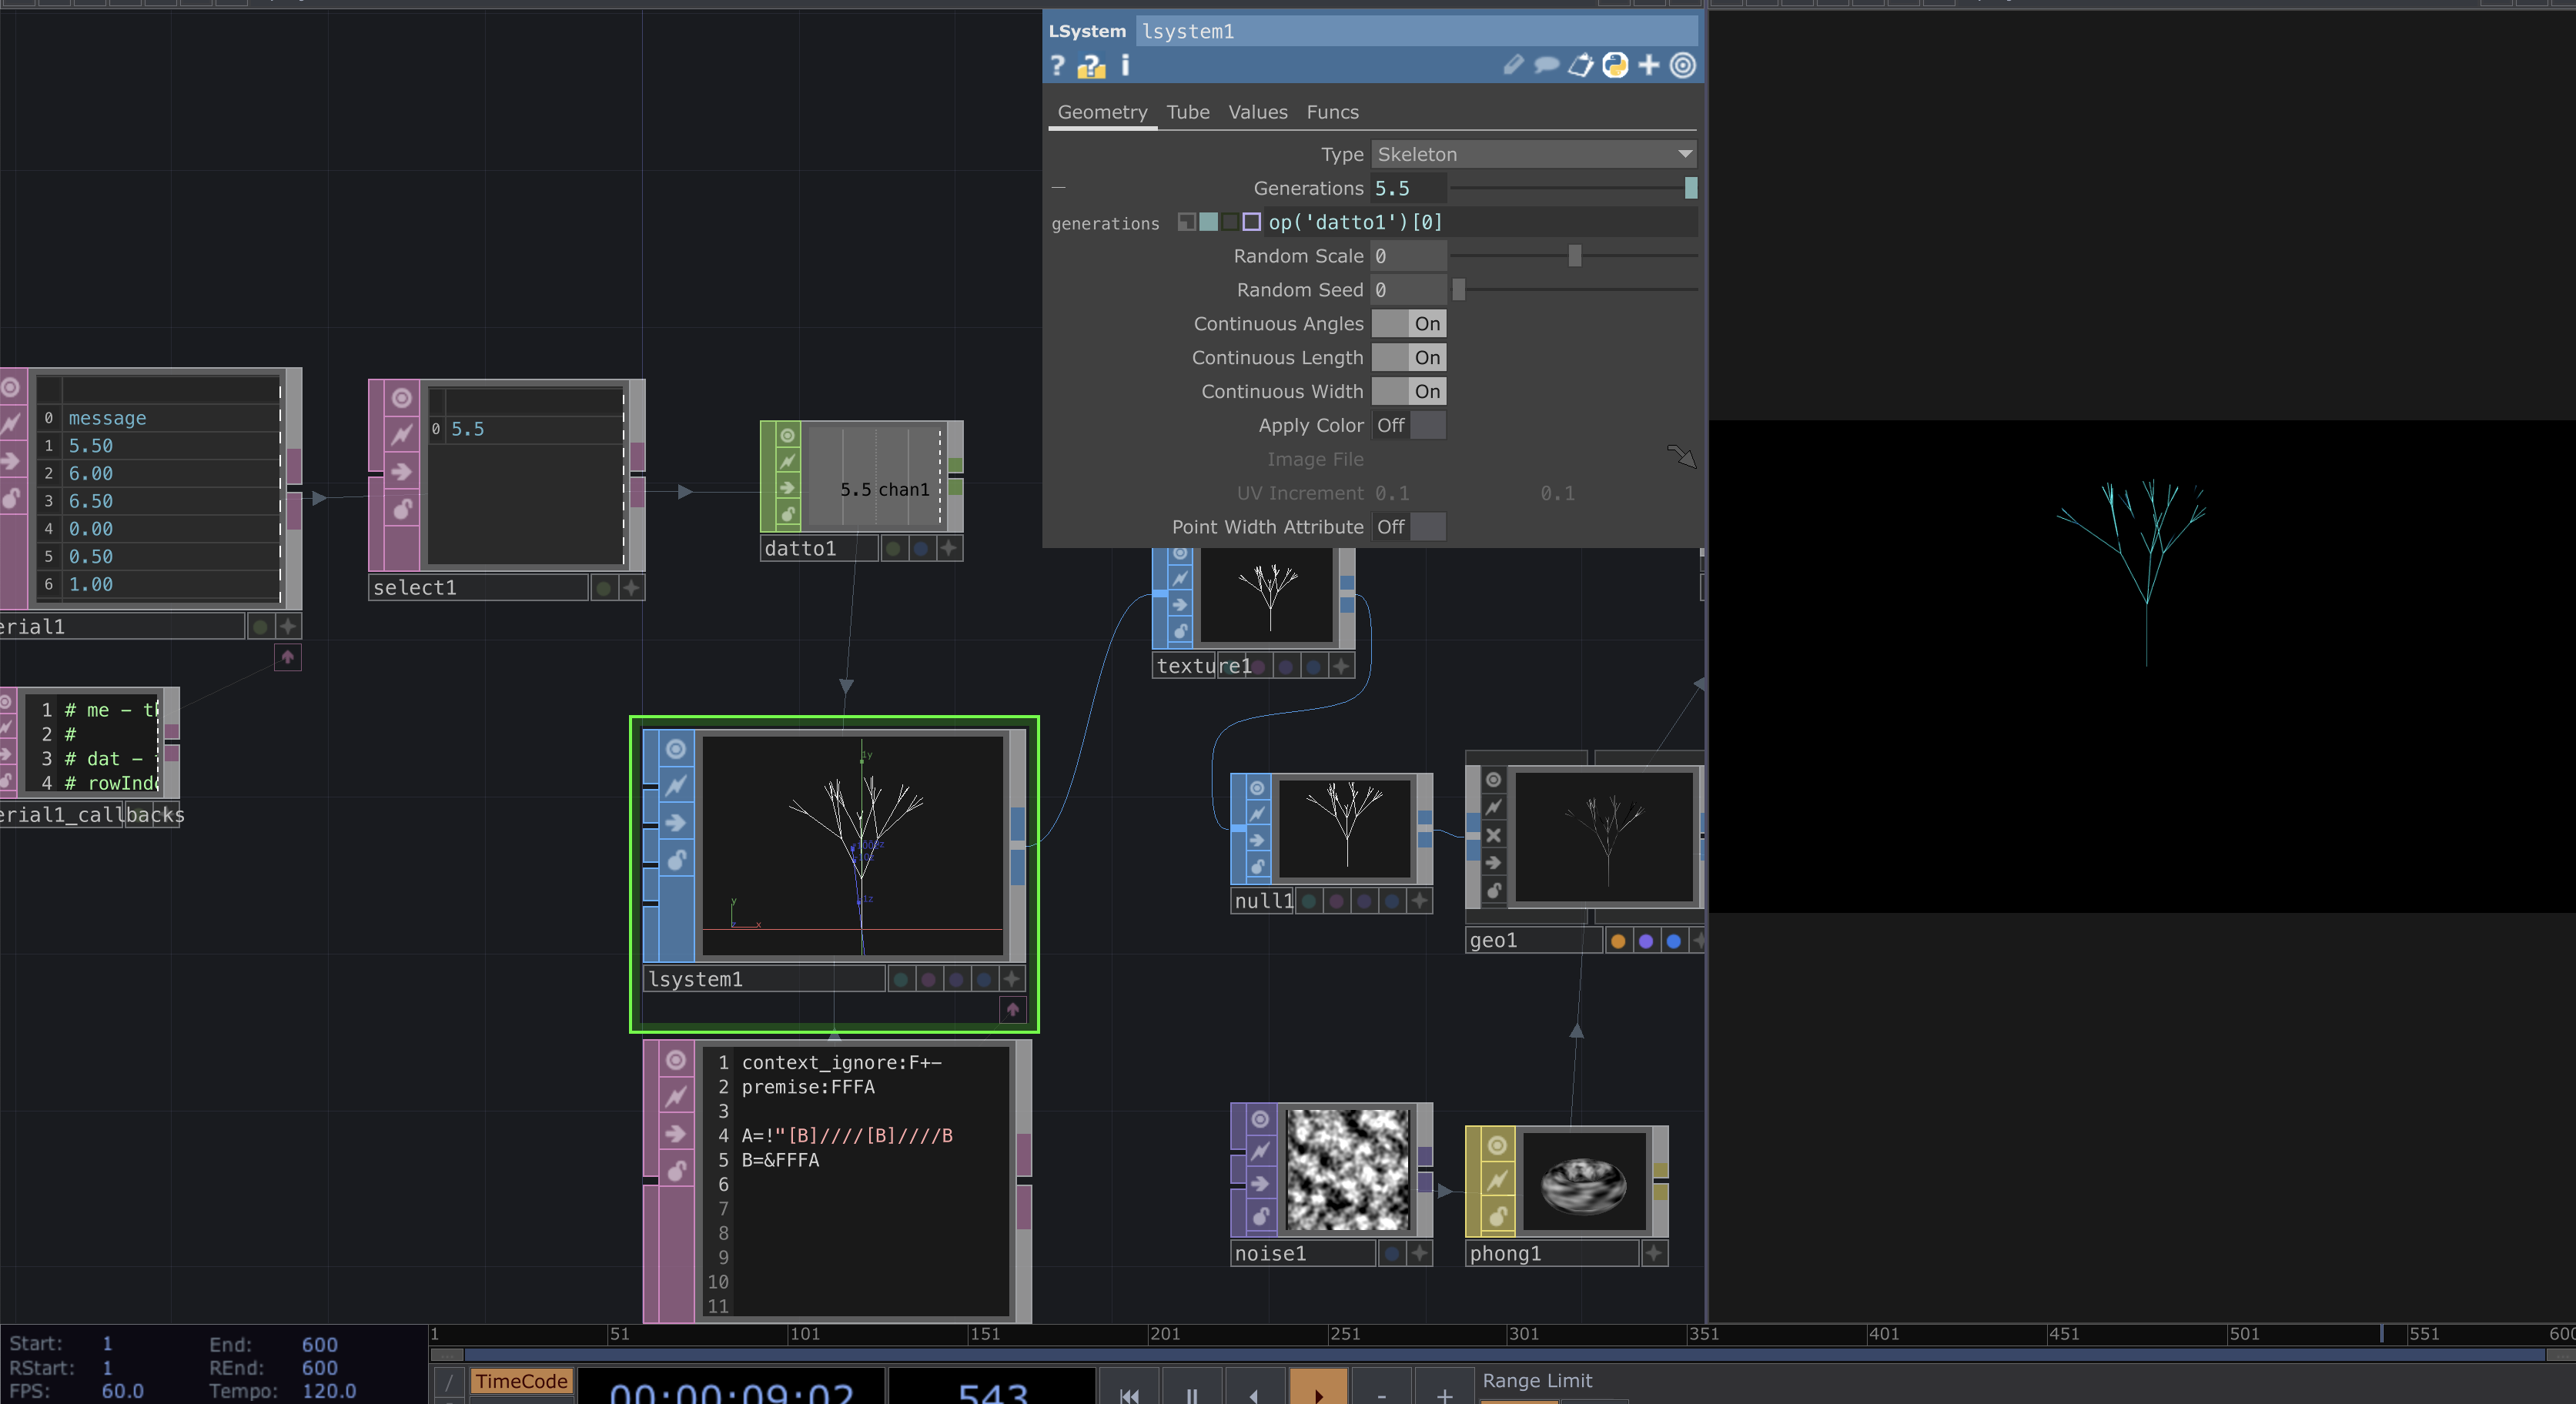 LSystem lsystem1
? ? i
Geometry Tube Values Funcs
Type Skeleton
Generations 5.5
generations op('datto1')[0]
Random Scale 0
Random Seed 0
Continuous Angles On
Continuous Length On
Continuous Width On
Apply Color Off
Image File
UV Increment 0.1 0.1
Point Width Attribute Off
0 message
1 5.50
2 6.00
3 6.50
4 0.00
5 0.50
6 1.00
erial1
0 5.5
select1
5.5 chan1
datto1
1 # me - t
2 #
3 # dat -
4 # rowInd
erial1_callbacks
texture1
1y
1z
y
x
lsystem1
null1
geo1
1 context_ignore:F+-
2 premise:FFFA
3
4 A=!"[B]////[B]////B
5 B=&FFFA
6
7
8
9
10
11
noise1
phong1
1 51 101 151 201 251 301 351 401 451 501 551 600
Start: 1 End: 600
RStart: 1 REnd: 600
FPS: 60.0 Tempo: 120.0
/ TimeCode 00:00:09:02 543 - + Range Limit